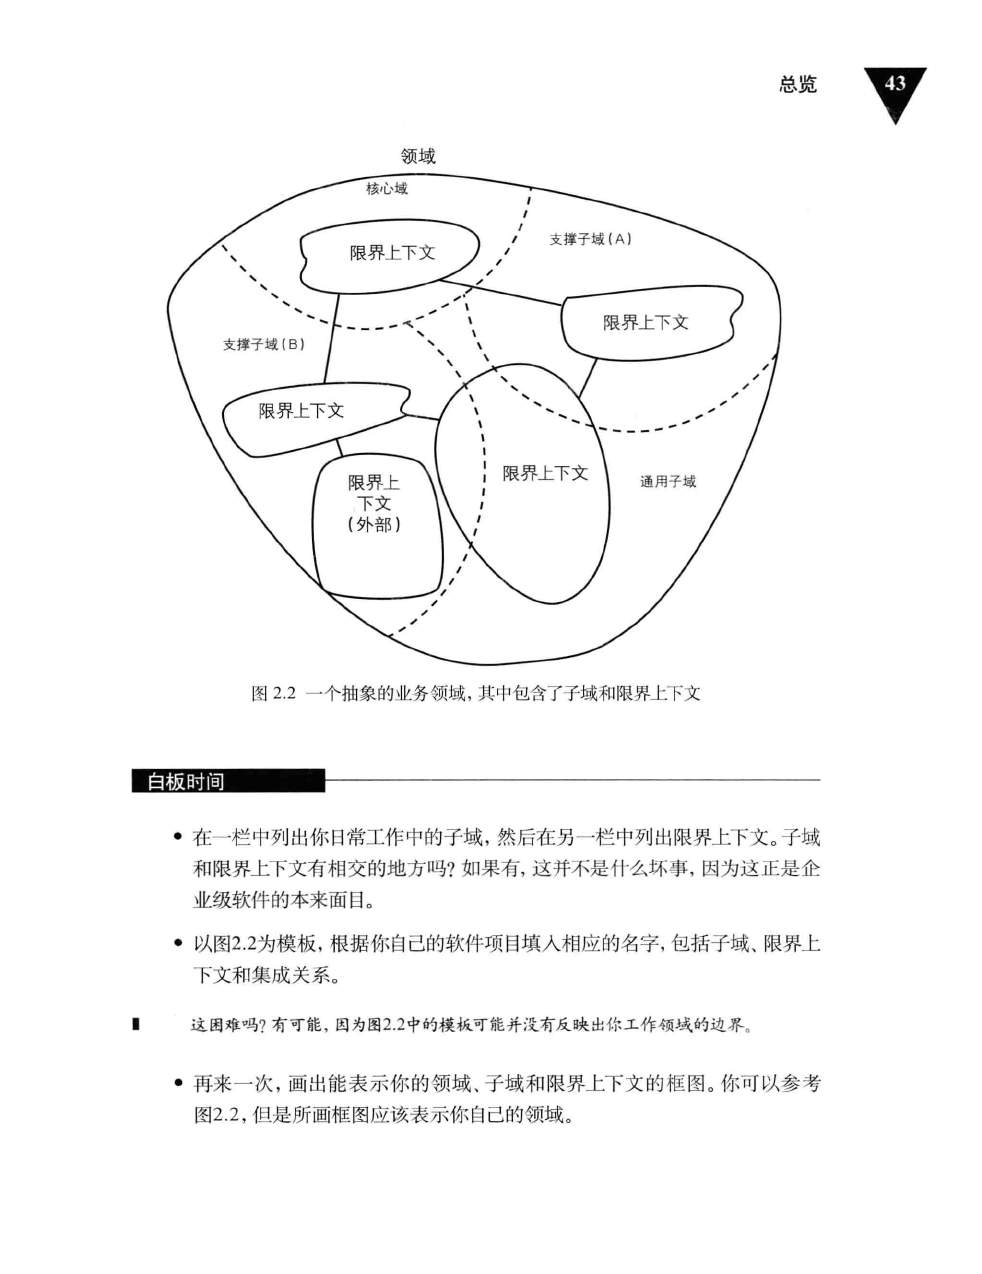 总览
43
领域
核心域
限界上下文
支撑子域(A)
限界上下文
支撑子域(B)
限界上下文
限界上下文
通用子域
限界上
下文
(外部)
图 2.2 一个抽象的业务领域，其中包含了子域和限界上下文
白板时间
• 在一栏中列出你日常工作中的子域，然后在另一栏中列出限界上下文。子域
和限界上下文有相交的地方吗？如果有，这并不是什么坏事，因为这正是企
业级软件的本来面目。
• 以图2.2为模板，根据你自己的软件项目填入相应的名字，包括子域、限界上
下文和集成关系。
这困难吗？有可能，因为图2.2中的模板可能并没有反映出你工作领域的边界。
• 再来一次，画出能表示你的领域、子域和限界上下文的框图。你可以参考
图2.2，但是所画框图应该表示你自己的领域。